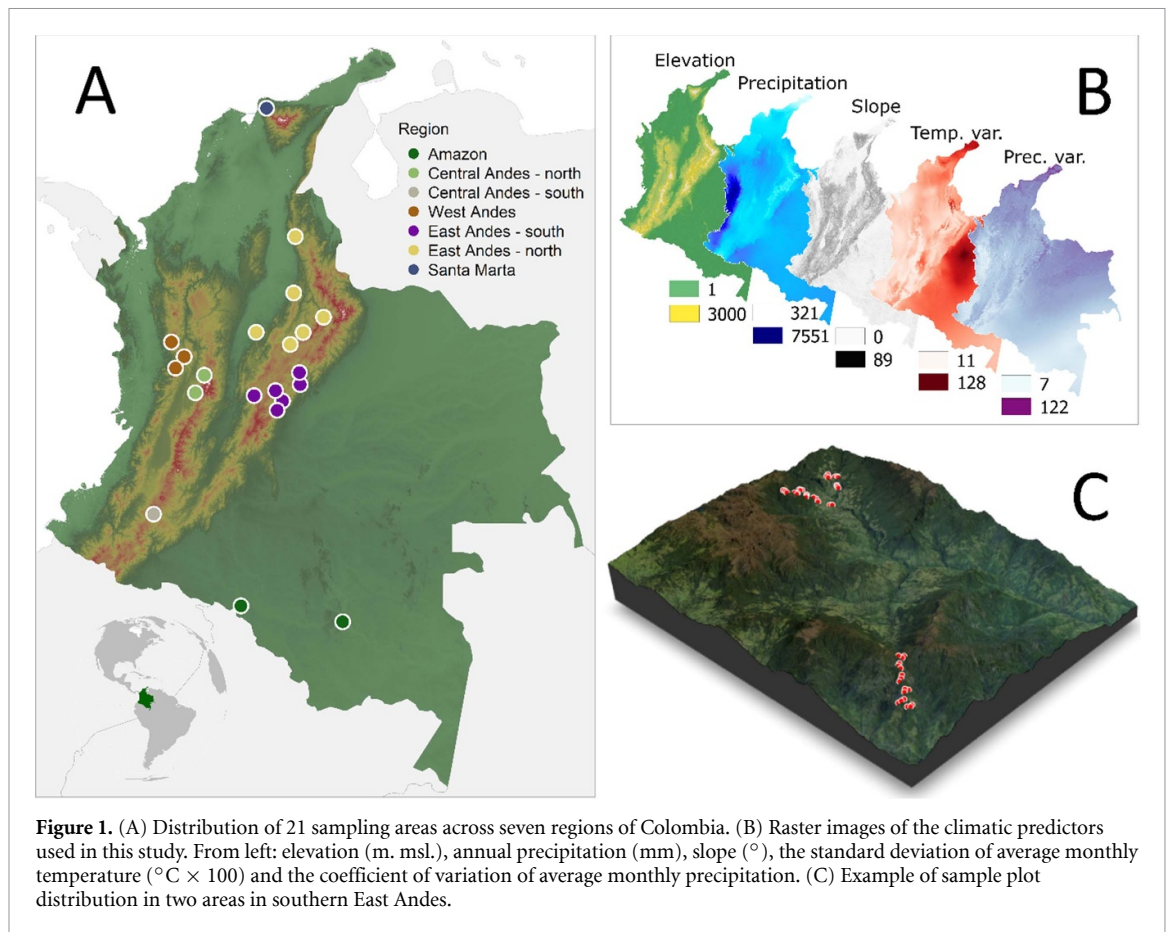 A
Region
Amazon
Central Andes - north
Central Andes - south
West Andes
East Andes - south
East Andes - north
Santa Marta
B
Elevation
Precipitation
Slope
Temp. var.
Prec. var.
1
3000
321
7551
0
89
11
128
7
122
C
Figure 1. (A) Distribution of 21 sampling areas across seven regions of Colombia. (B) Raster images of the climatic predictors
used in this study. From left: elevation (m. msl.), annual precipitation (mm), slope (°), the standard deviation of average monthly
temperature (°C × 100) and the coefficient of variation of average monthly precipitation. (C) Example of sample plot
distribution in two areas in southern East Andes.